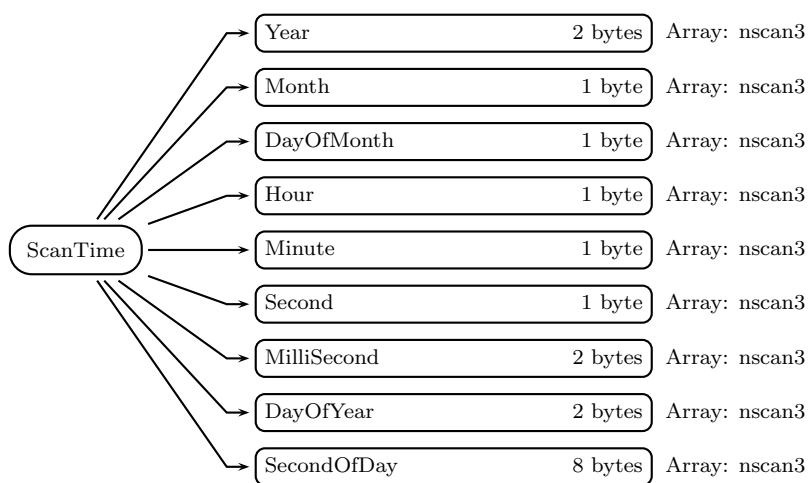 Year 2 bytes Array: nscan3
Month 1 byte Array: nscan3
DayOfMonth 1 byte Array: nscan3
Hour 1 byte Array: nscan3
ScanTime Minute 1 byte Array: nscan3
Second 1 byte Array: nscan3
MilliSecond 2 bytes Array: nscan3
DayOfYear 2 bytes Array: nscan3
SecondOfDay 8 bytes Array: nscan3